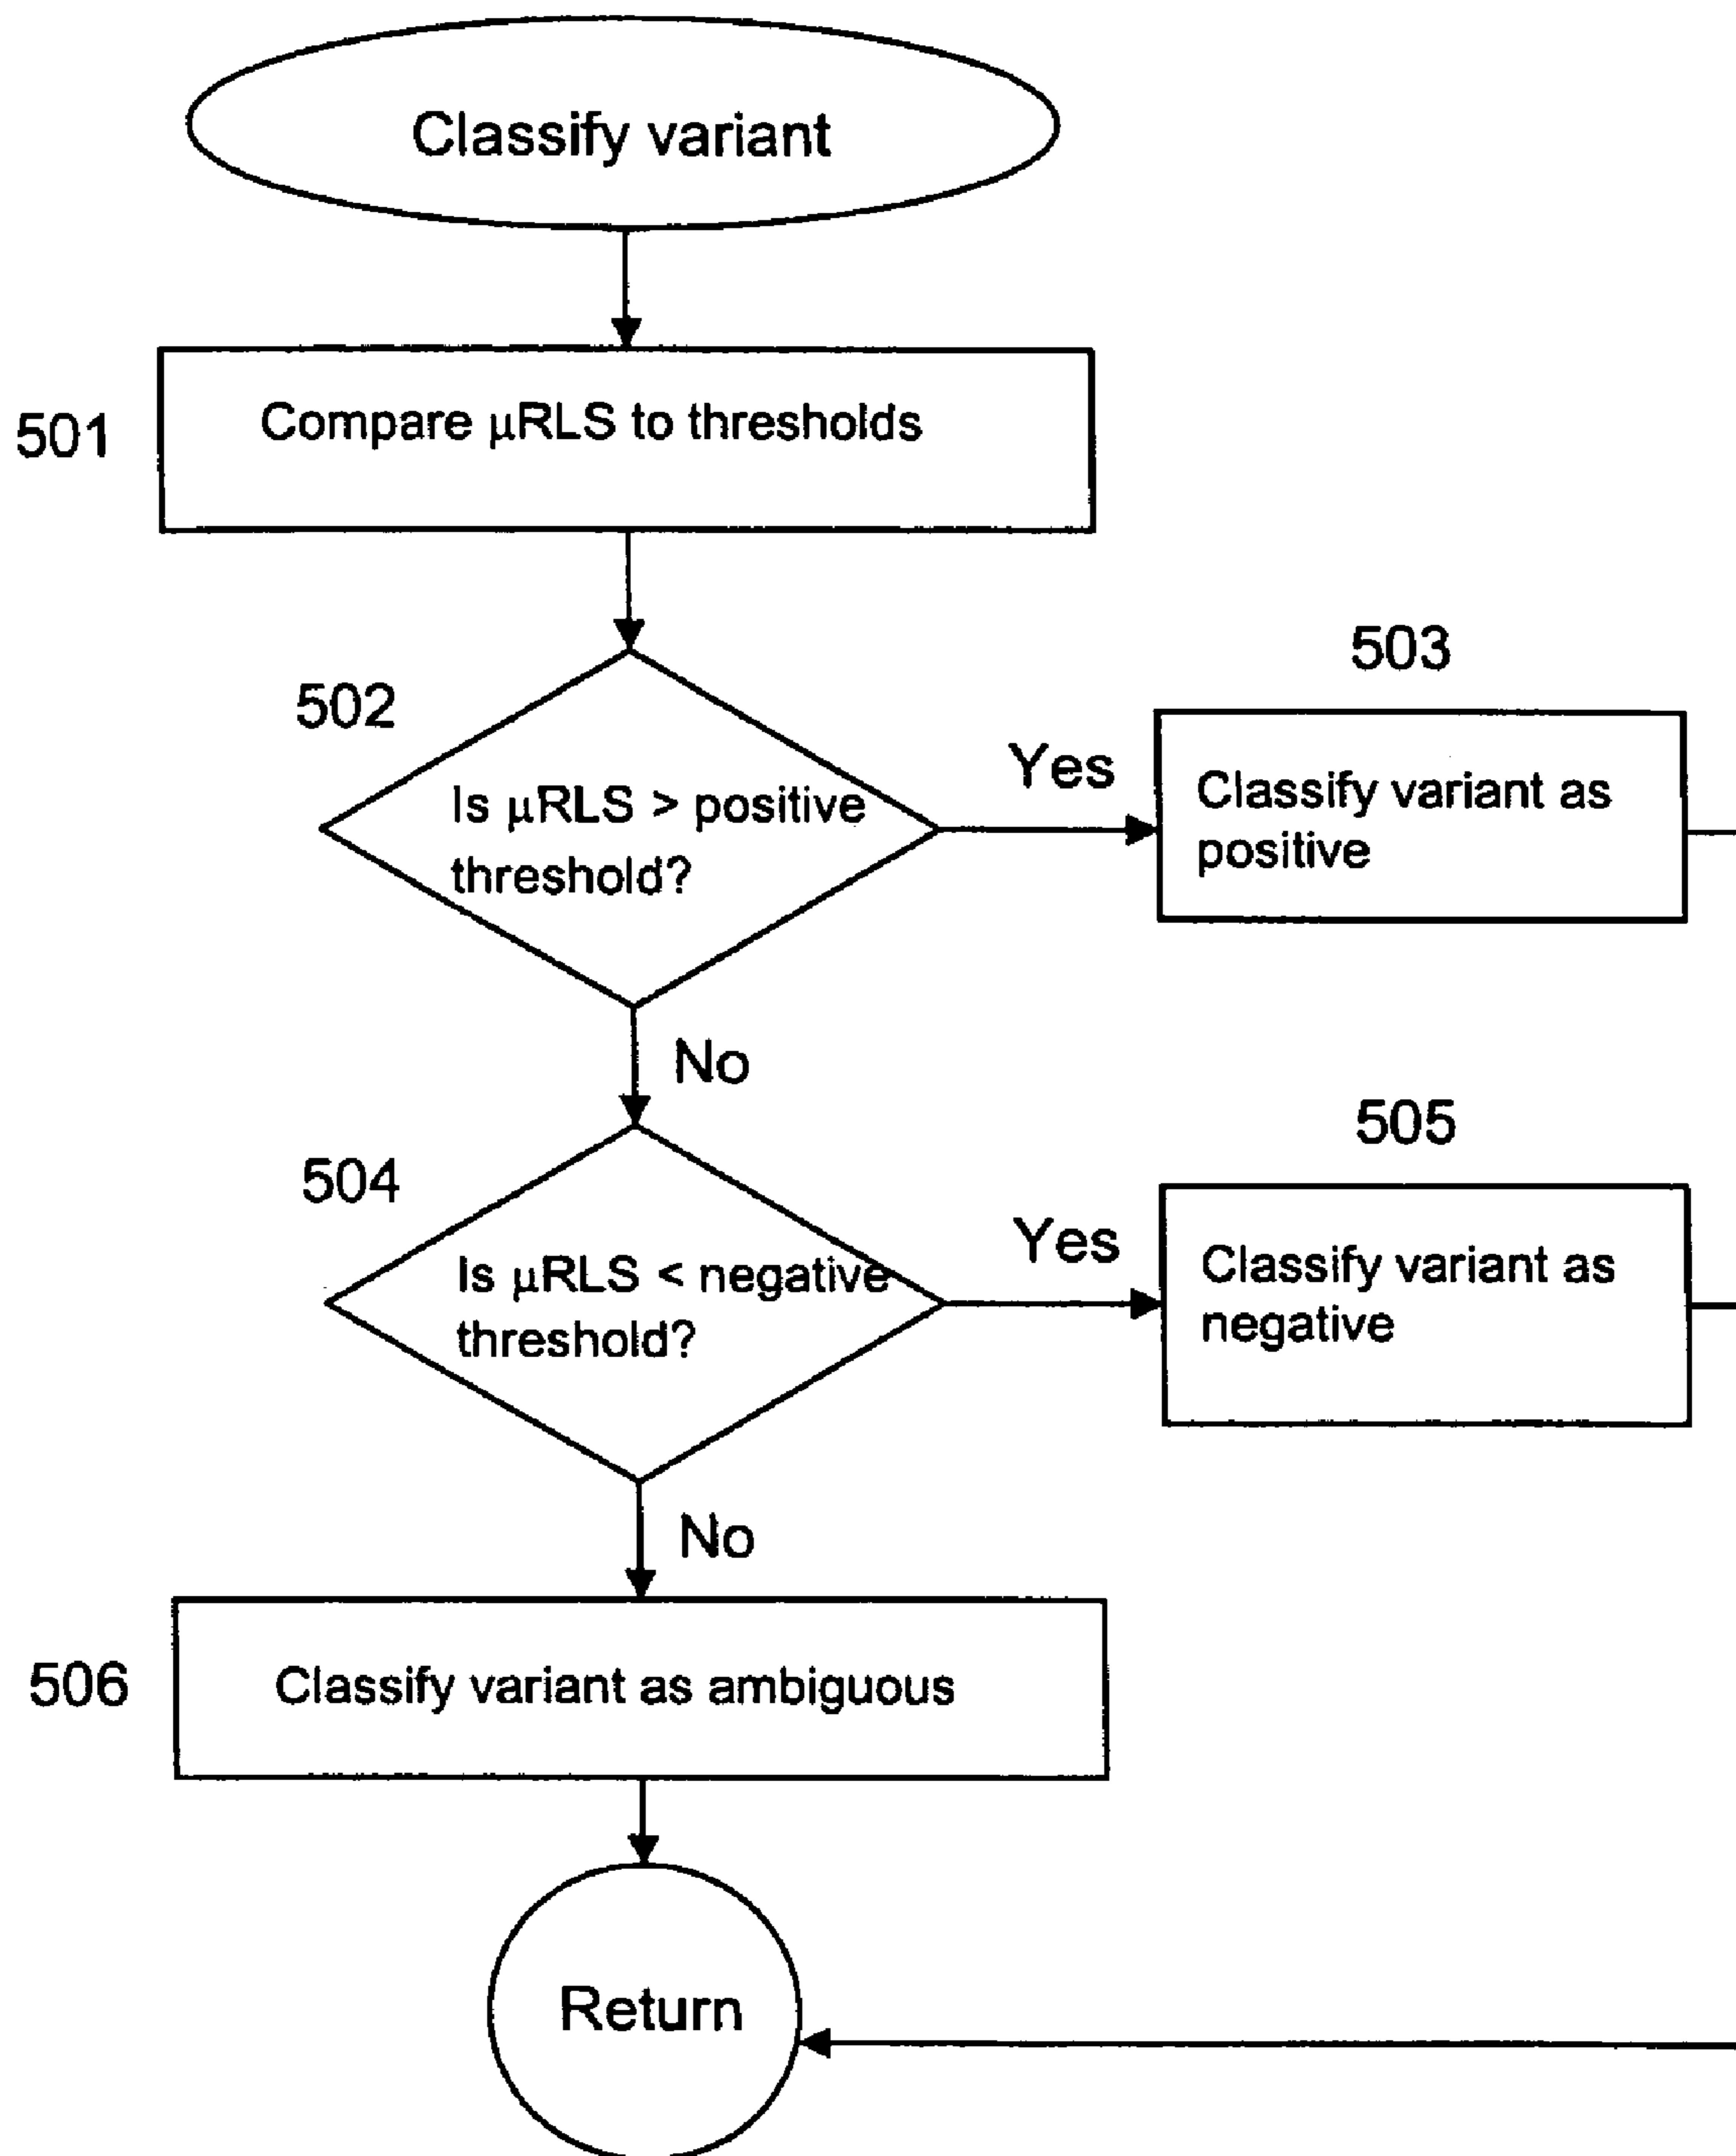 Classify variant
501
Compare μRLS to thresholds
502
Is μRLS > positive
threshold?
Yes
503
Classify variant as
positive
No
504
Is μRLS < negative
threshold?
Yes
505
Classify variant as
negative
No
506
Classify variant as ambiguous
Return